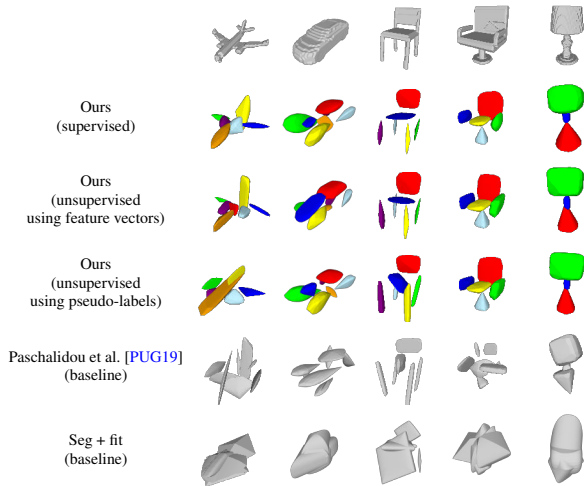 Ours
(supervised)
Ours
(unsupervised
using feature vectors)
Ours
(unsupervised
using pseudo-labels)
Paschalidou et al. [PUG19]
(baseline)
Seg + fit
(baseline)